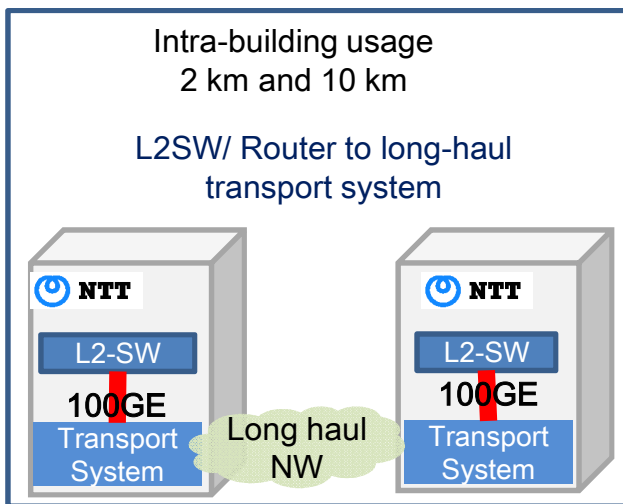 Intra-building usage
2 km and 10 km
L2SW/ Router to long-haul
transport system
NTT
L2-SW
100GE
Transport
System
Long haul
NW
NTT
L2-SW
100GE
Transport
System